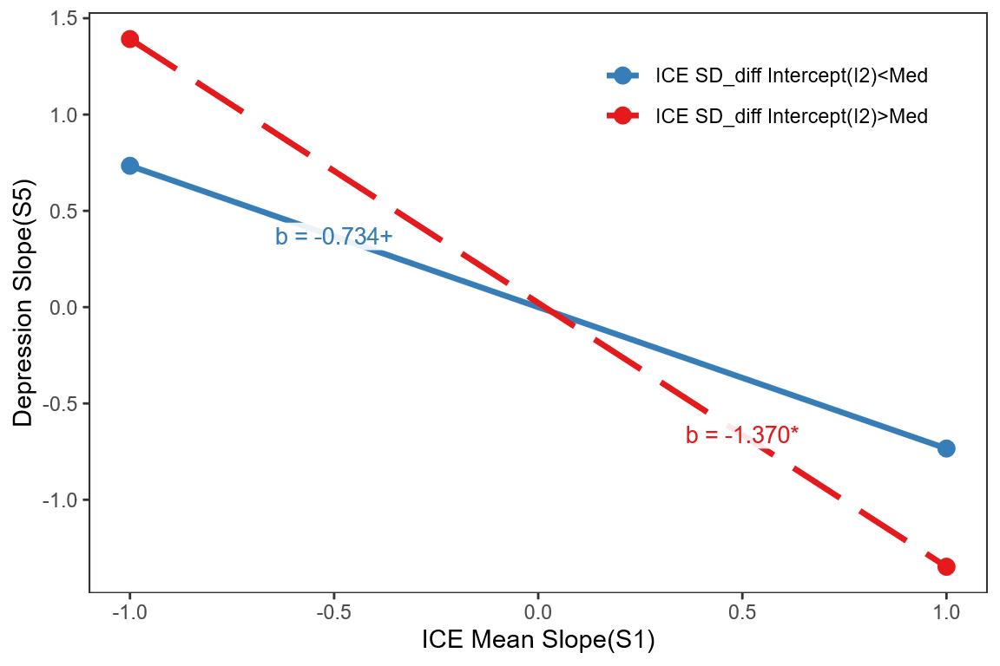 1.5
1.0
0.5
0.0
-0.5
-1.0
Depression Slope(S5)
ICE SD_diff Intercept(I2)<Med
ICE SD_diff Intercept(I2)>Med
b = -0.734+
b = -1.370*
-1.0
-0.5
0.0
0.5
1.0
ICE Mean Slope(S1)